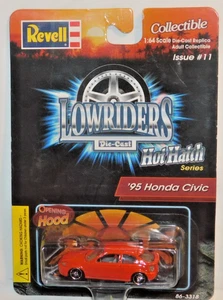 Revell
Collectible
1:64 Scale Die-Cast Replica
Adult Collectible
Issue #11
LOWRIDERS
Die-Cast
Hot Hatch
Series
'95 Honda Civic
OPENING
Hood
WARNING: